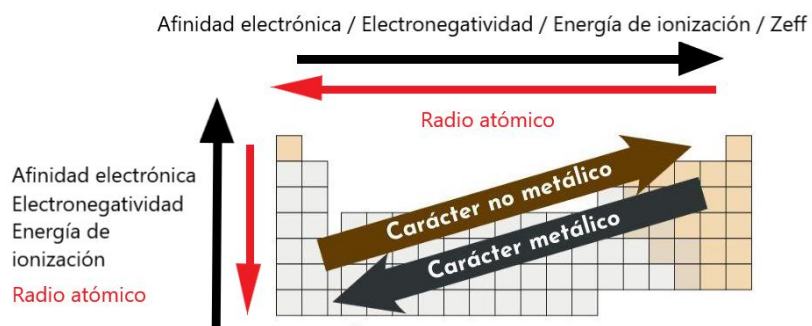 Afinidad electrónica / Electronegatividad / Energía de ionización / Zeff
Radio atómico
Afinidad electrónica
Electronegatividad
Energía de
ionización
Radio atómico
Carácter no metálico
Carácter metálico